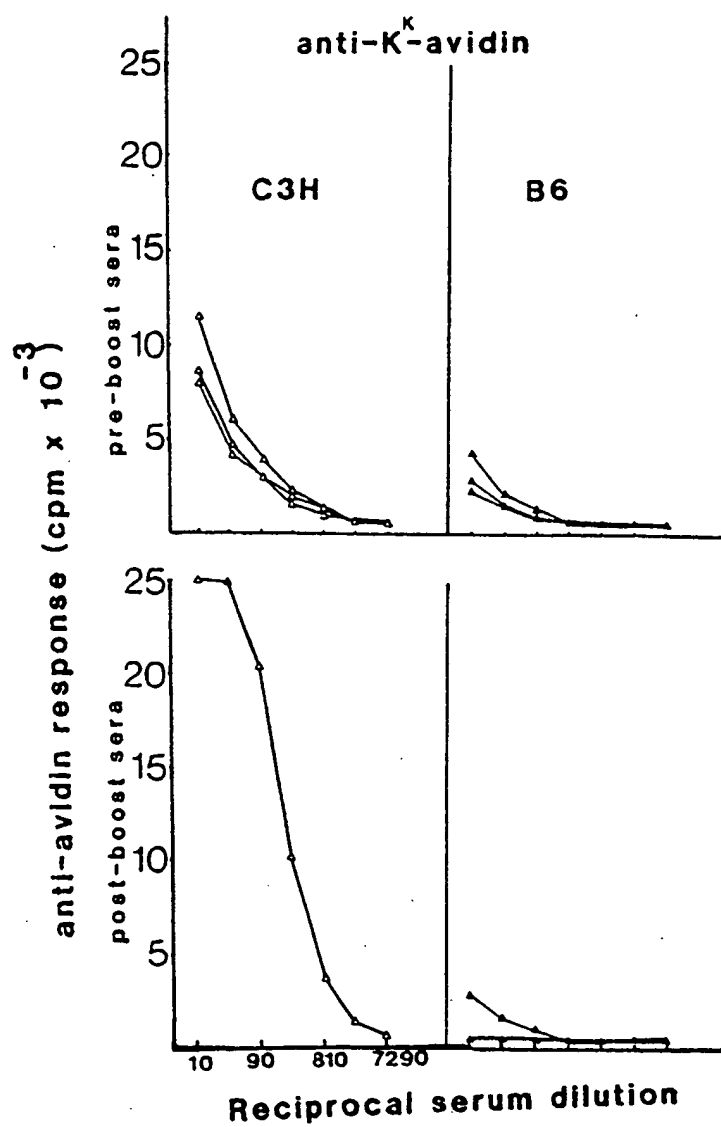 anti-Kᴷ-avidin
25
20
15
10
5
C3H
B6
pre-boost sera
anti-avidin response (cpm x 10⁻³)
25
20
15
10
5
post-boost sera
10 90 810 7290
Reciprocal serum dilution